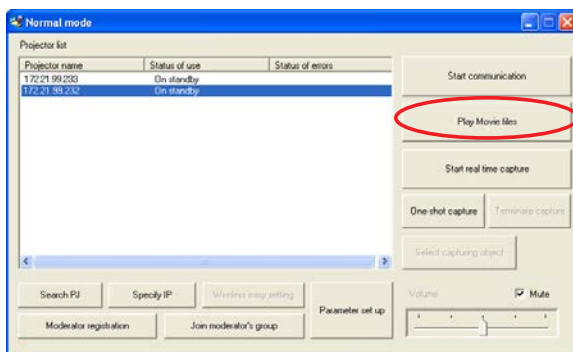 Normal mode
Projector list
Projector name Status of use Status of errors
172.21.99.233 On standby
172.21.99.232 On standby
Start communication
Play Movie files
Start real time capture
One-shot capture Terminate capture
Select capturing object
Search PJ Specify IP Wireless easy setting
Parameter set up
Volume Mute
Moderator registration Join moderator's group